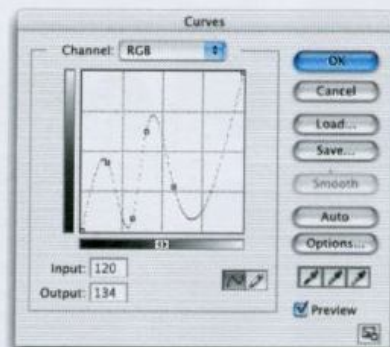 Curves
Channel: RGB
OK
Cancel
Load...
Save...
Smooth
Auto
Options...
Input: 120
Output: 134
Preview